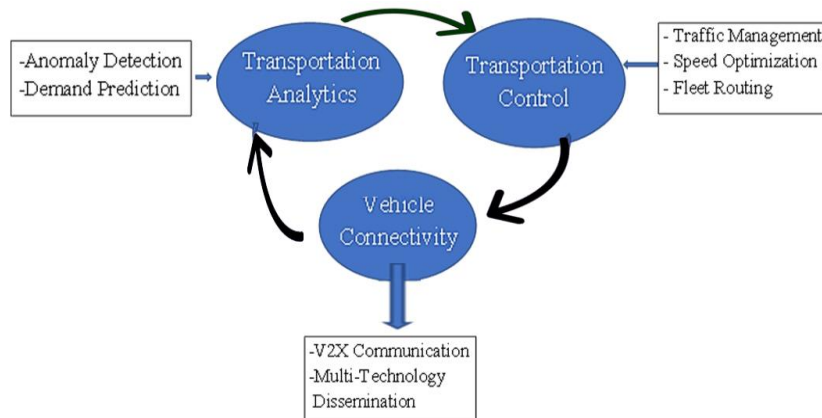 -Anomaly Detection
-Demand Prediction
Transportation
Analytics
Transportation
Control
- Traffic Management
- Speed Optimization
- Fleet Routing
Vehicle
Connectivity
-V2X Communication
-Multi-Technology
Dissemination